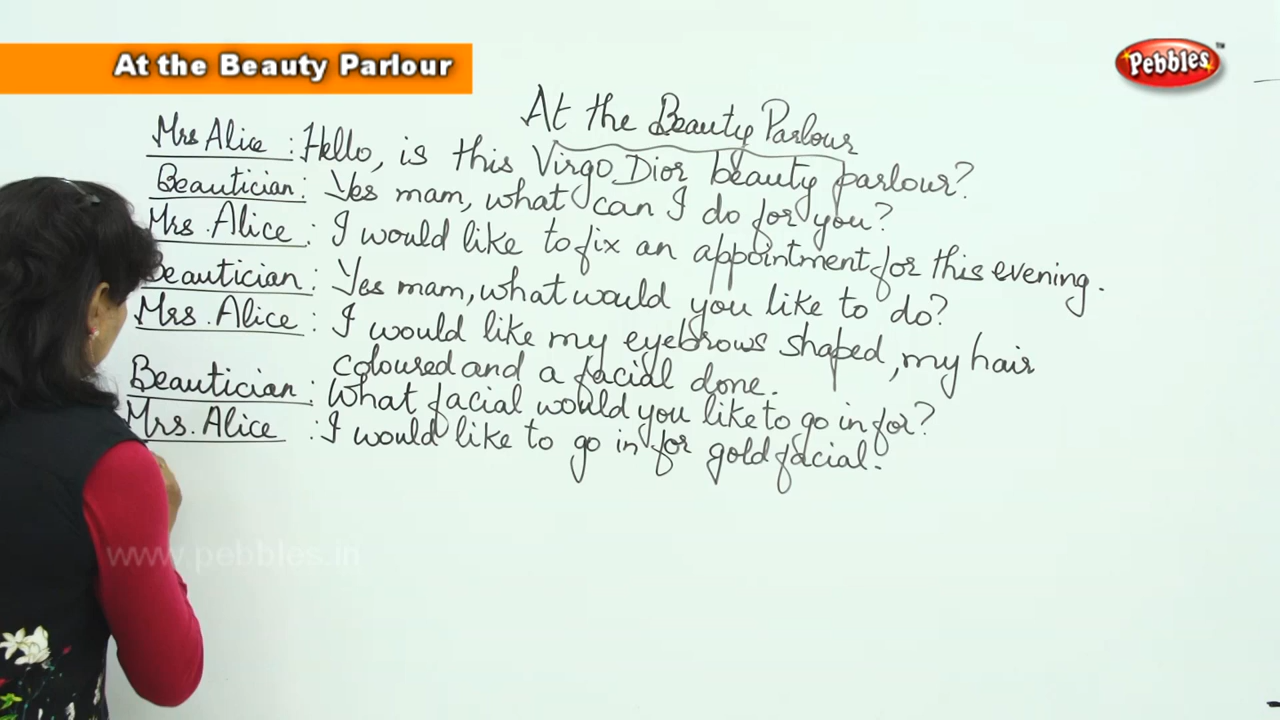 At the Beauty Parlour
Pebbles™
At the Beauty Parlour
Mrs Alice : Hello, is this Virgo Dior beauty parlour?
Beautician : Yes mam, what can I do for you?
Mrs. Alice : I would like to fix an appointment for this evening.
Beautician : Yes mam, what would you like to do?
Mrs. Alice : I would like my eyebrows shaped, my hair
coloured and a facial done.
Beautician : What facial would you like to go in for?
Mrs. Alice : I would like to go in for gold facial.
www.pebbles.in